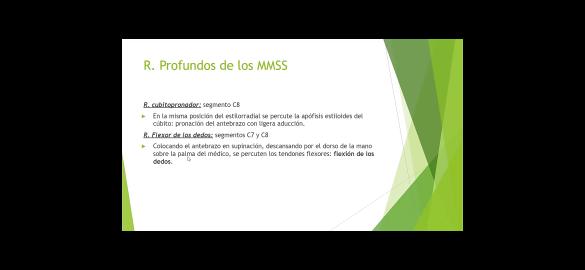 R. Profundos de los MMSS
R. cubitopronador: segmento C8
En la misma posición del estilorradial se percute la apófisis estiloides del
cúbito: pronación del antebrazo con ligera aducción.
R. Flexor de los dedos: segmentos C7 y C8
Colocando el antebrazo en supinación, descansando por el dorso de la mano
sobre la palma del médico, se percuten los tendones flexores: flexión de los
dedos.